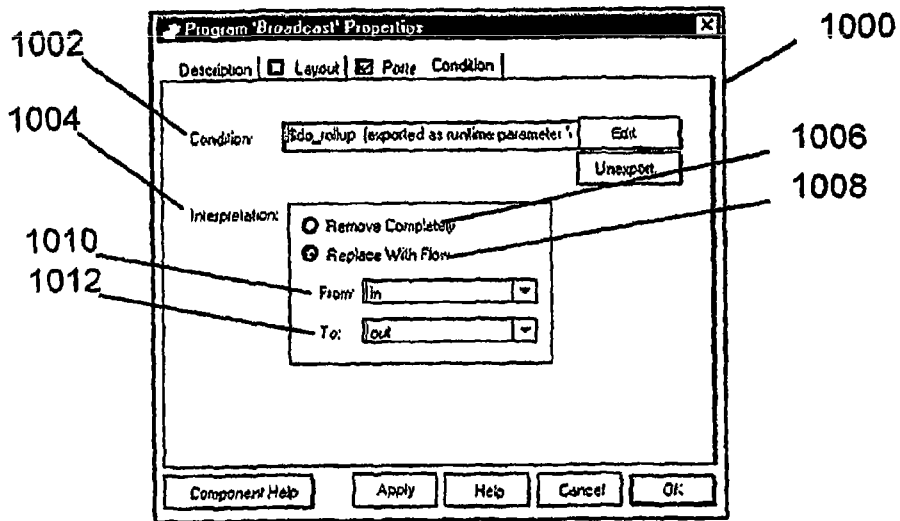 Program 'Broadcast' Properties
1000
1002
Description Layout Ports Condition
1004
Condition: $do_rollup (exported as runtime parameter ' Edit
1006
Unexport
1008
Interpretation:
Remove Completely
1010
Replace With Flow
1012
From: in
To: out
Component Help Apply Help Cancel OK